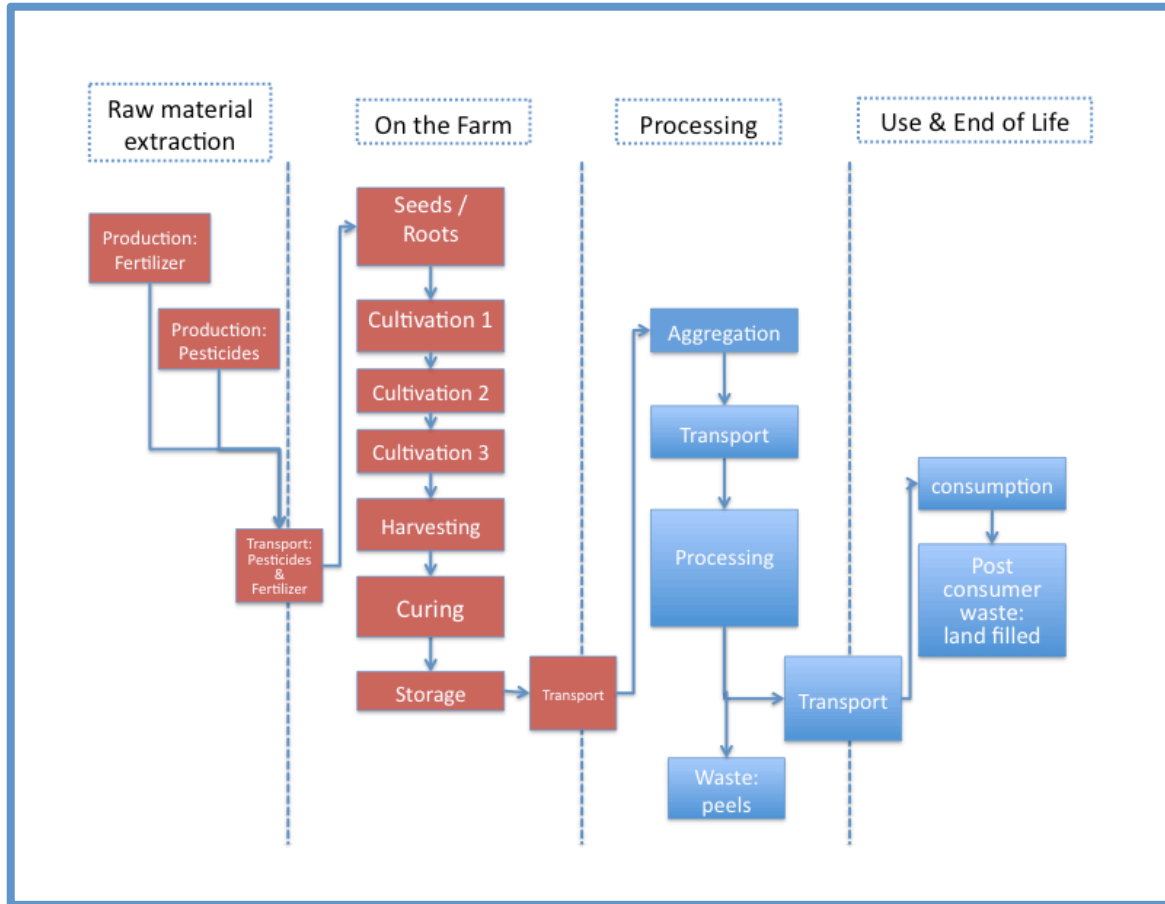 Raw material
extraction
On the Farm
Processing
Use & End of Life
Production:
Fertilizer
Production:
Pesticides
Transport:
Pesticides
&
Fertilizer
Seeds /
Roots
Cultivation 1
Cultivation 2
Cultivation 3
Harvesting
Curing
Storage
Transport
Aggregation
Transport
Processing
Waste:
peels
Transport
consumption
Post
consumer
waste:
land filled